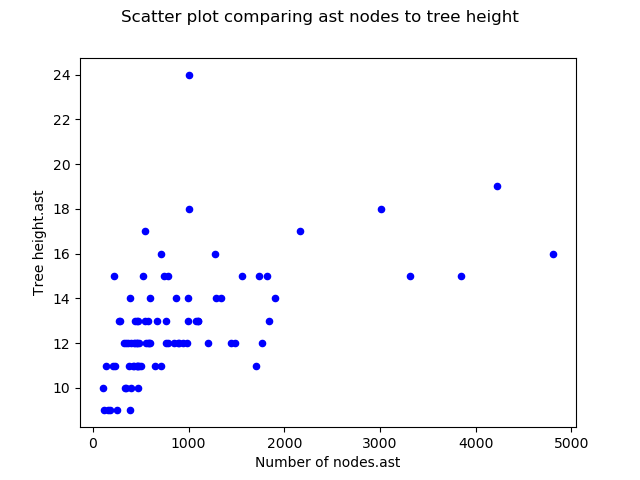 Scatter plot comparing ast nodes to tree height
24
22
20
18
16
14
12
10
Tree height.ast
0 1000 2000 3000 4000 5000
Number of nodes.ast